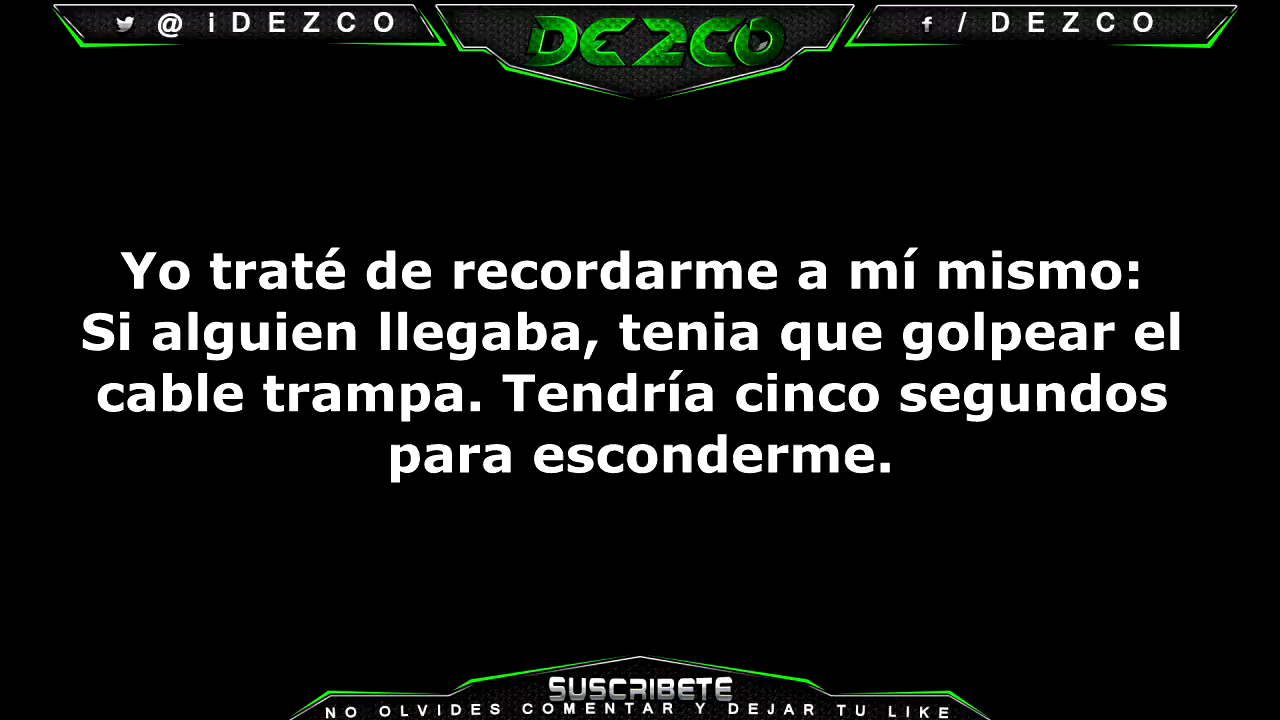 @iDEZCO
DEZCO
/DEZCO
Yo traté de recordarme a mí mismo:
Si alguien llegaba, tenia que golpear el
cable trampa. Tendría cinco segundos
para esconderme.
SUSCRIBETE
NO OLVIDES COMENTAR Y DEJAR TU LIKE